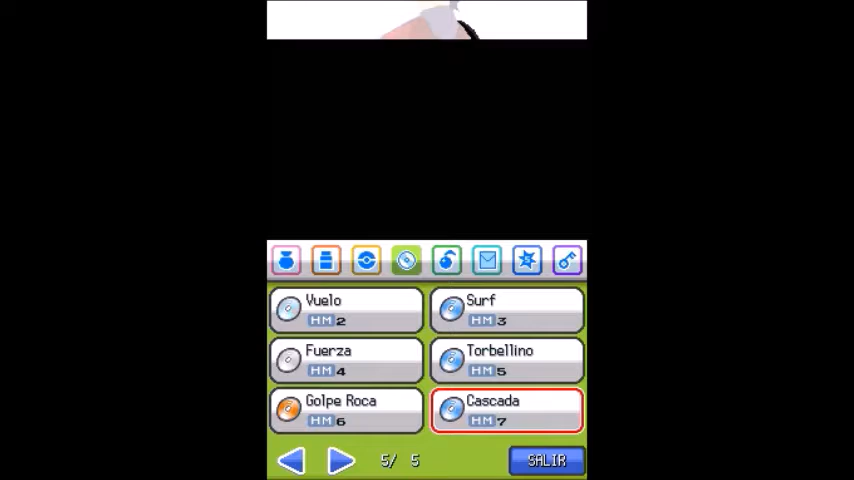 Vuelo
HM 2
Surf
HM 3
Fuerza
HM 4
Torbellino
HM 5
Golpe Roca
HM 6
Cascada
HM 7
5/ 5
SALIR